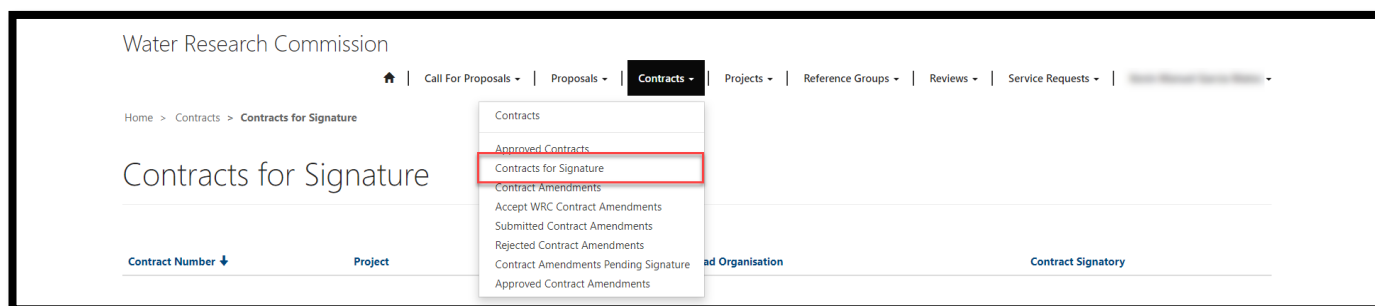 Water Research Commission
Call For Proposals Proposals Contracts Projects Reference Groups Reviews Service Requests
Home > Contracts > Contracts for Signature
Contracts
Approved Contracts
Contracts for Signature
Contract Amendments
Accept WRC Contract Amendments
Submitted Contract Amendments
Rejected Contract Amendments
Contract Amendments Pending Signature
Approved Contract Amendments
Contracts for Signature
Contract Number Project ad Organisation Contract Signatory